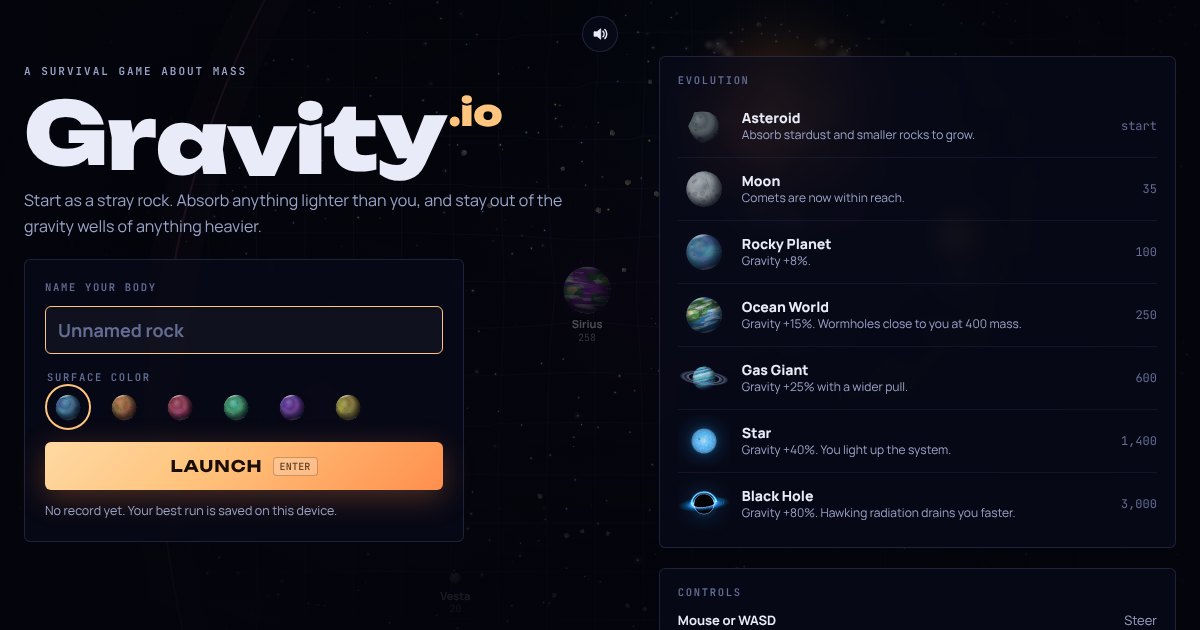 A SURVIVAL GAME ABOUT MASS
Gravity.io
Start as a stray rock. Absorb anything lighter than you, and stay out of the
gravity wells of anything heavier.
NAME YOUR BODY
Unnamed rock
SURFACE COLOR
LAUNCH ENTER
No record yet. Your best run is saved on this device.
Sirius
258
Vesta
20
EVOLUTION
Asteroid
Absorb stardust and smaller rocks to grow.
start
Moon
Comets are now within reach.
35
Rocky Planet
Gravity +8%.
100
Ocean World
Gravity +15%. Wormholes close to you at 400 mass.
250
Gas Giant
Gravity +25% with a wider pull.
600
Star
Gravity +40%. You light up the system.
1,400
Black Hole
Gravity +80%. Hawking radiation drains you faster.
3,000
CONTROLS
Mouse or WASD
Steer